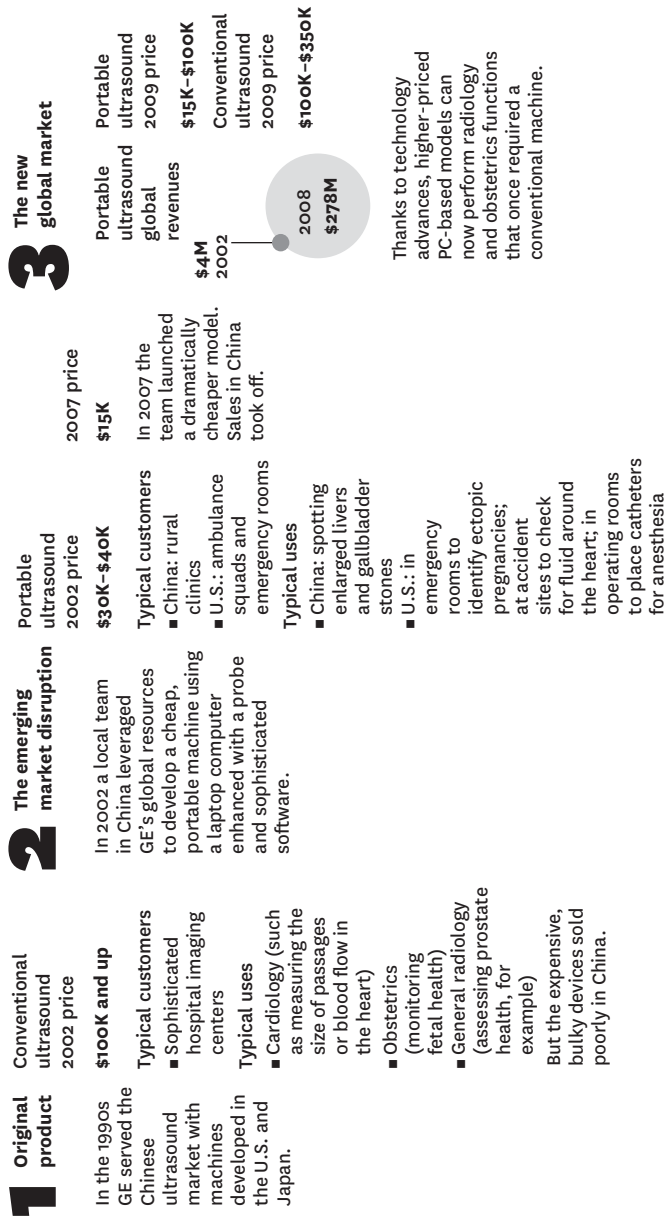 1
Original
product
In the 1990s
GE served the
Chinese
ultrasound
market with
machines
developed in
the U.S. and
Japan.
Conventional
ultrasound
2002 price
$100K and up
Typical customers
■ Sophisticated
hospital imaging
centers
Typical uses
■ Cardiology (such
as measuring the
size of passages
or blood flow in
the heart)
■ Obstetrics
(monitoring
fetal health)
■ General radiology
(assessing prostate
health, for
example)
But the expensive,
bulky devices sold
poorly in China.
2
The emerging
market disruption
In 2002 a local team
in China leveraged
GE’s global resources
to develop a cheap,
portable machine using
a laptop computer
enhanced with a probe
and sophisticated
software.
Portable
ultrasound
2002 price
$30K–$40K
Typical customers
■ China: rural
clinics
■ U.S.: ambulance
squads and
emergency rooms
Typical uses
■ China: spotting
enlarged livers
and gallbladder
stones
■ U.S.: in
emergency
rooms to
identify ectopic
pregnancies;
at accident
sites to check
for fluid around
the heart; in
operating rooms
to place catheters
for anesthesia
2007 price
$15K
In 2007 the
team launched
a dramatically
cheaper model.
Sales in China
took off.
3
The new
global market
Portable
ultrasound
global
revenues
$4M
2002
2008
$278M
Portable
ultrasound
2009 price
$15K–$100K
Conventional
ultrasound
2009 price
$100K–$350K
Thanks to technology
advances, higher-priced
PC-based models can
now perform radiology
and obstetrics functions
that once required a
conventional machine.